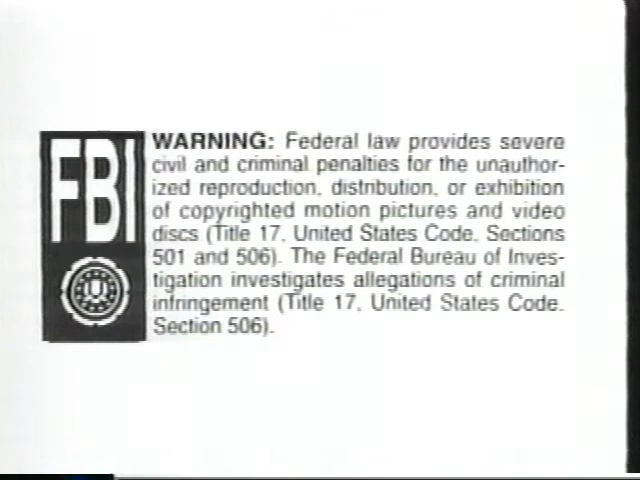 FBI
WARNING: Federal law provides severe
civil and criminal penalties for the unauthor-
ized reproduction, distribution, or exhibition
of copyrighted motion pictures and video
discs (Title 17, United States Code, Sections
501 and 506). The Federal Bureau of Inves-
tigation investigates allegations of criminal
infringement (Title 17, United States Code,
Section 506).